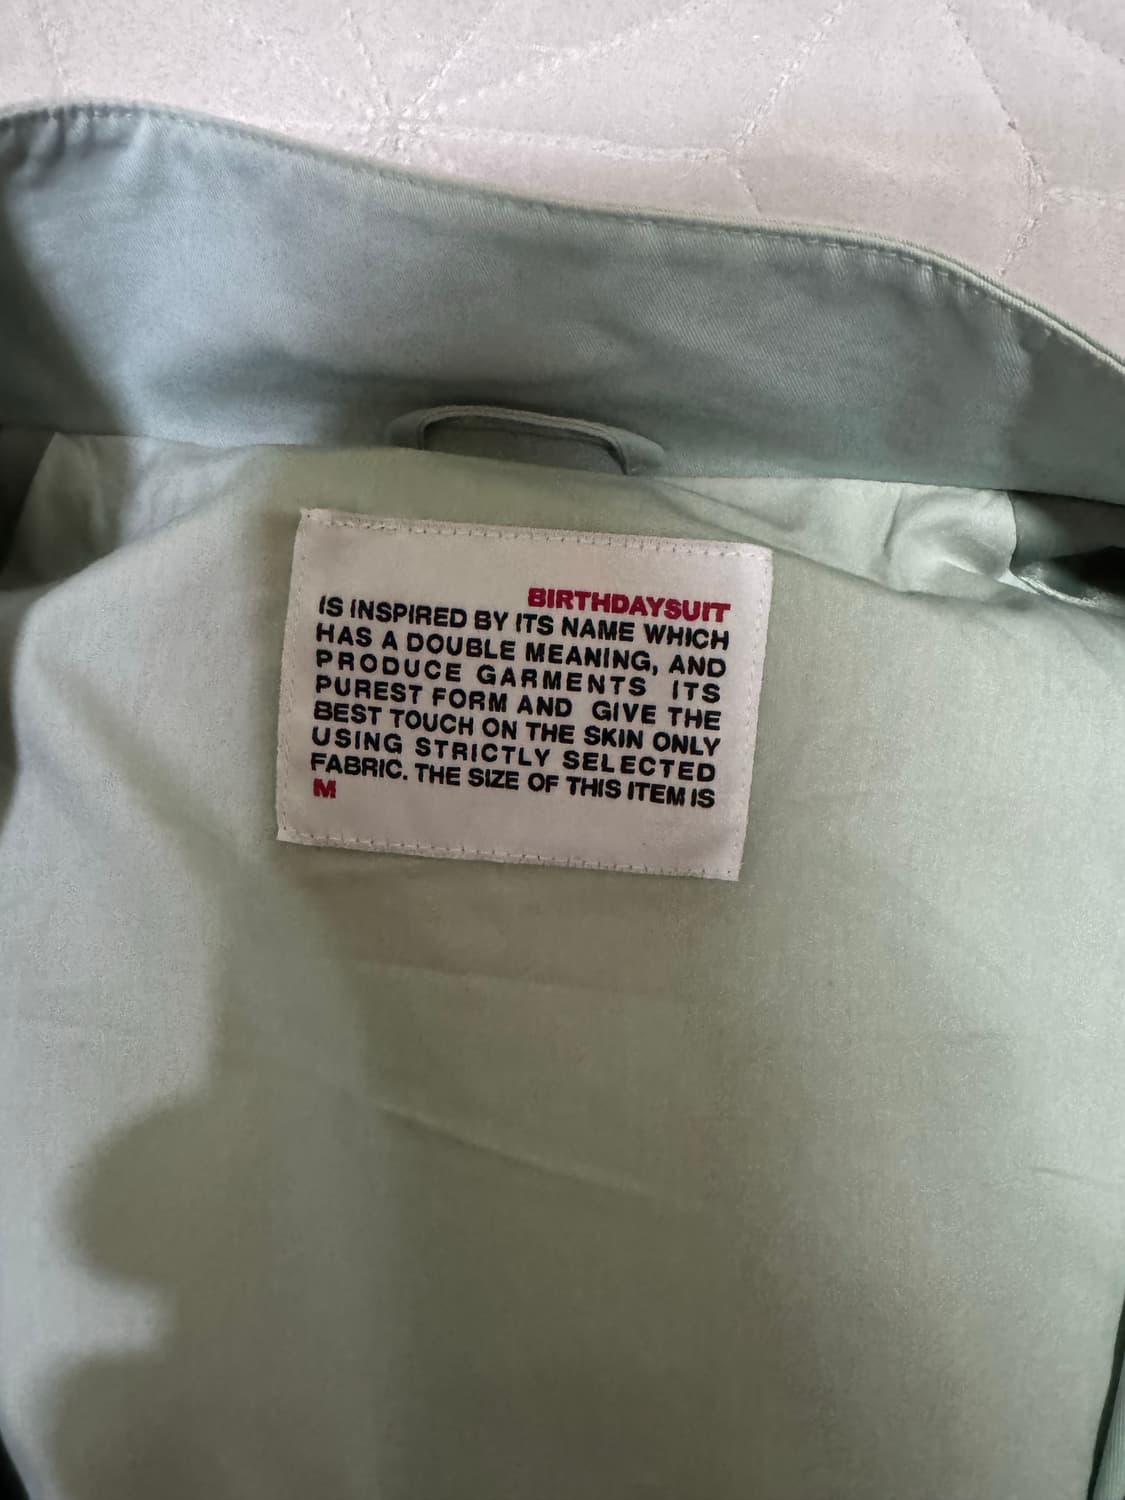 BIRTHDAYSUIT
IS INSPIRED BY ITS NAME WHICH
HAS A DOUBLE MEANING, AND
PRODUCE GARMENTS ITS
PUREST FORM AND GIVE THE
BEST TOUCH ON THE SKIN ONLY
USING STRICTLY SELECTED
FABRIC. THE SIZE OF THIS ITEM IS
M